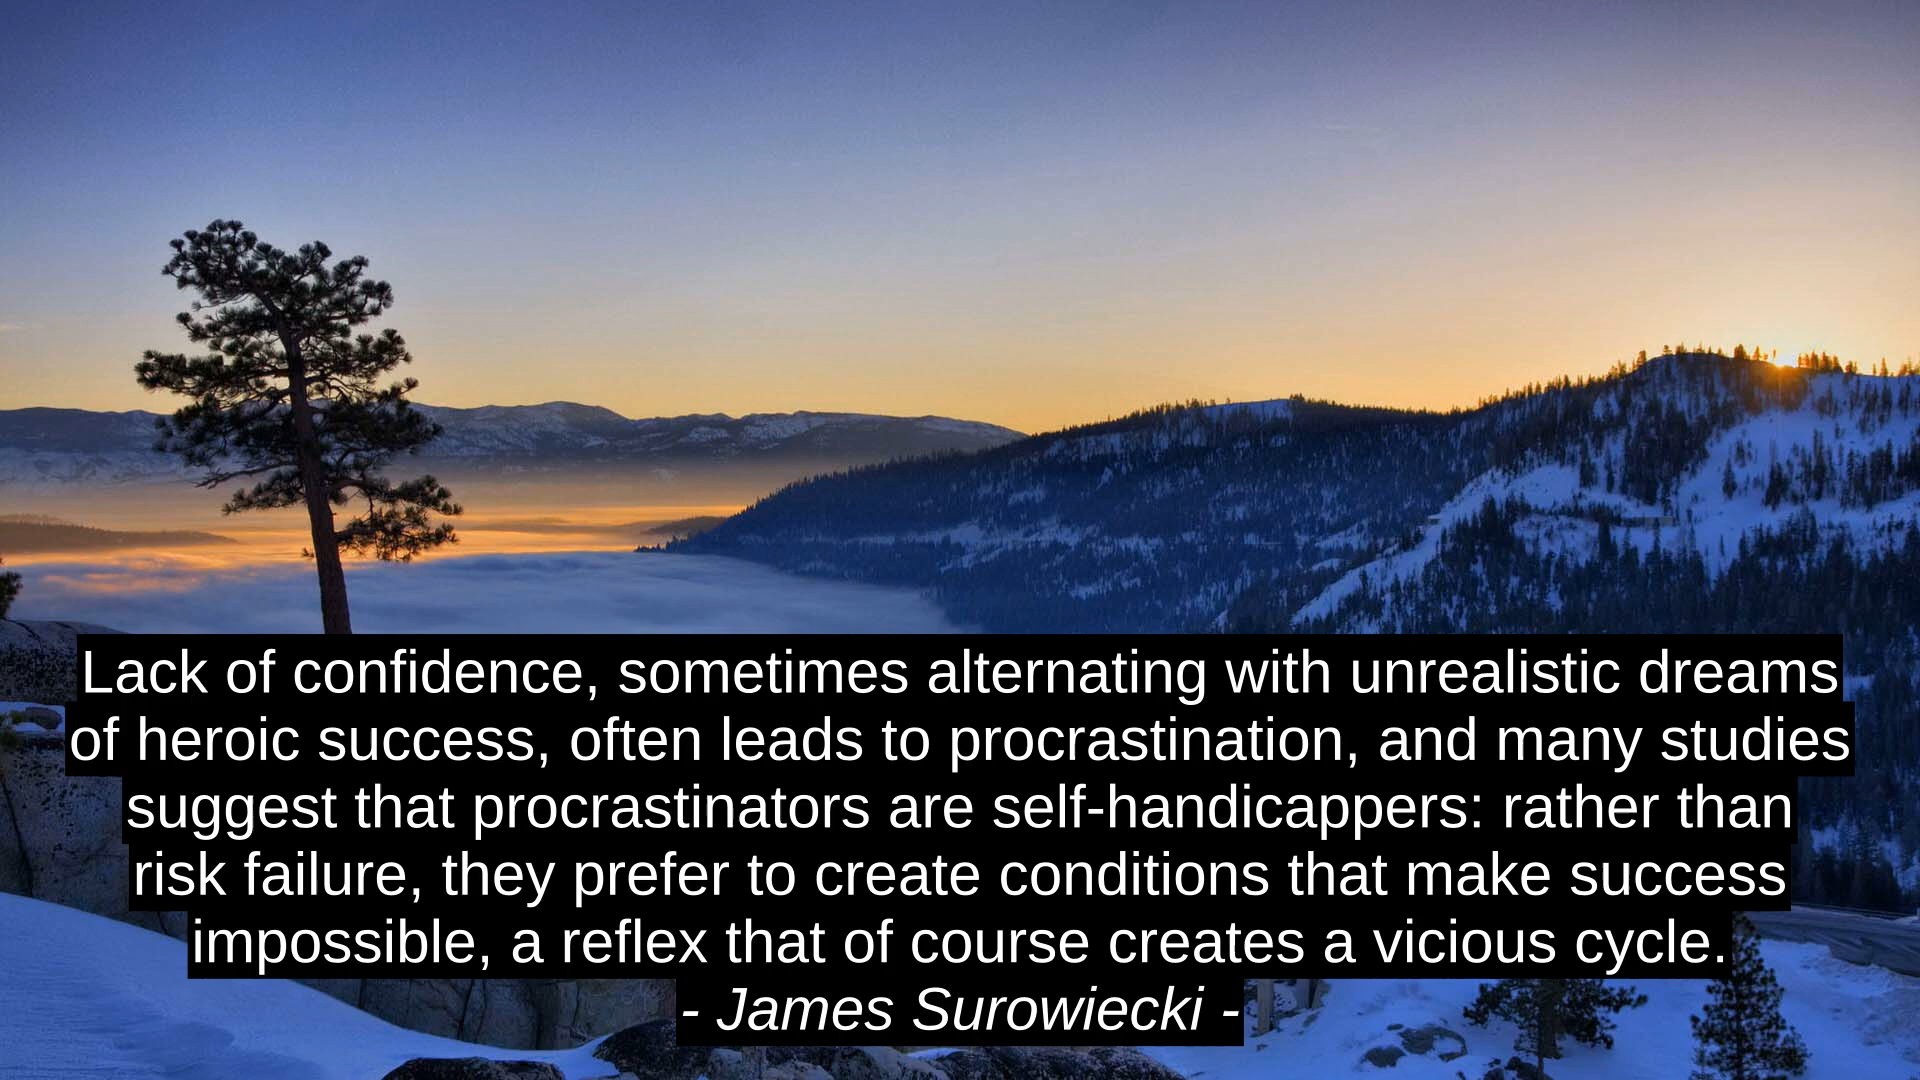 Lack of confidence, sometimes alternating with unrealistic dreams
of heroic success, often leads to procrastination, and many studies
suggest that procrastinators are self-handicappers: rather than
risk failure, they prefer to create conditions that make success
impossible, a reflex that of course creates a vicious cycle.
- James Surowiecki -